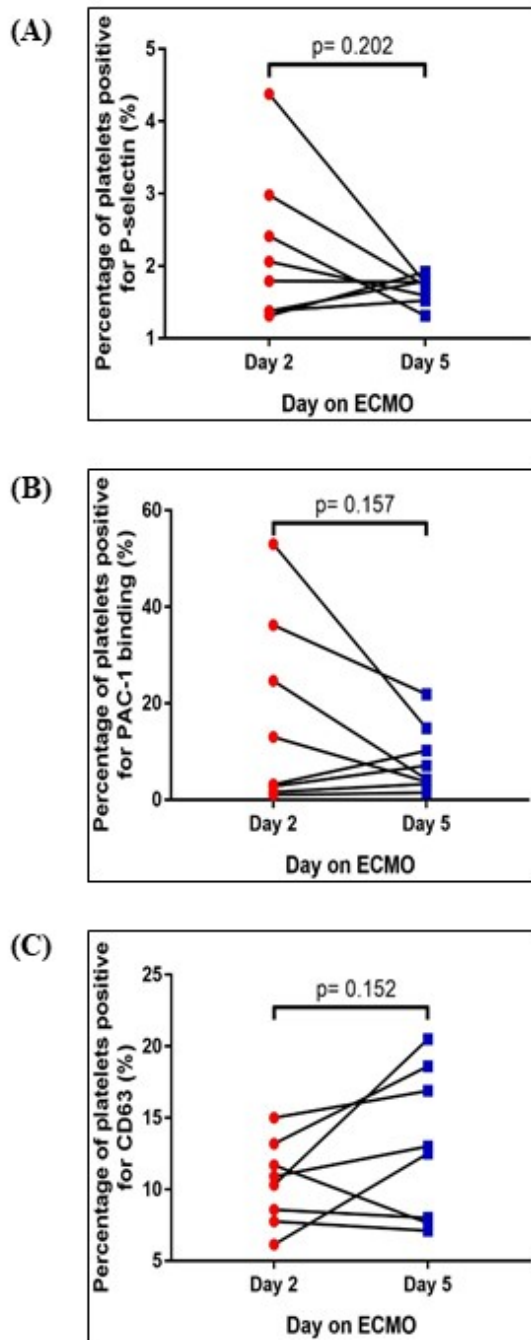 (A)
Percentage of platelets positive
for P-selectin (%)
5
4
3
2
1
p= 0.202
Day 2
Day 5
Day on ECMO
(B)
Percentage of platelets positive
for PAC-1 binding (%)
60
40
20
0
p= 0.157
Day 2
Day 5
Day on ECMO
(C)
Percentage of platelets positive
for CD63 (%)
25
20
15
10
5
p= 0.152
Day 2
Day 5
Day on ECMO